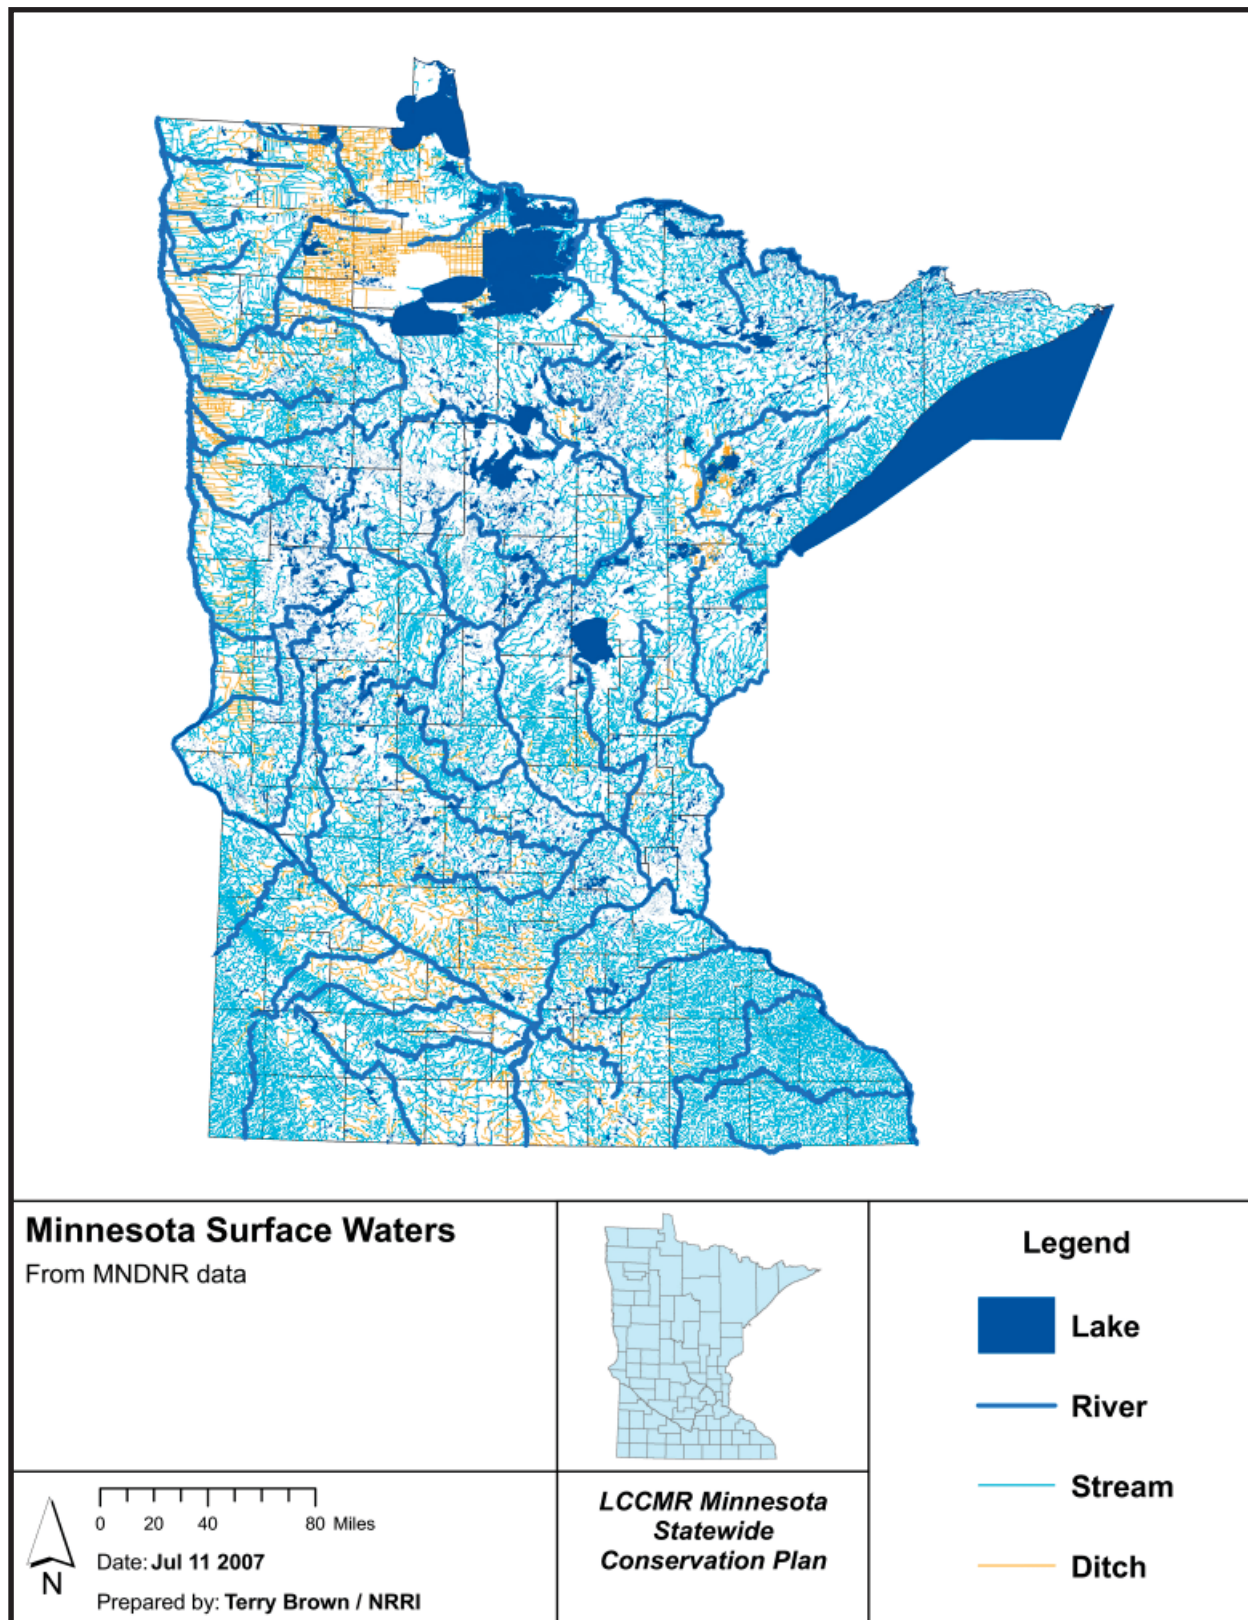 Minnesota Surface Waters
From MNDNR data
0 20 40 80 Miles
N
Date: Jul 11 2007
Prepared by: Terry Brown / NRRI
LCCMR Minnesota
Statewide
Conservation Plan
Legend
Lake
River
Stream
Ditch